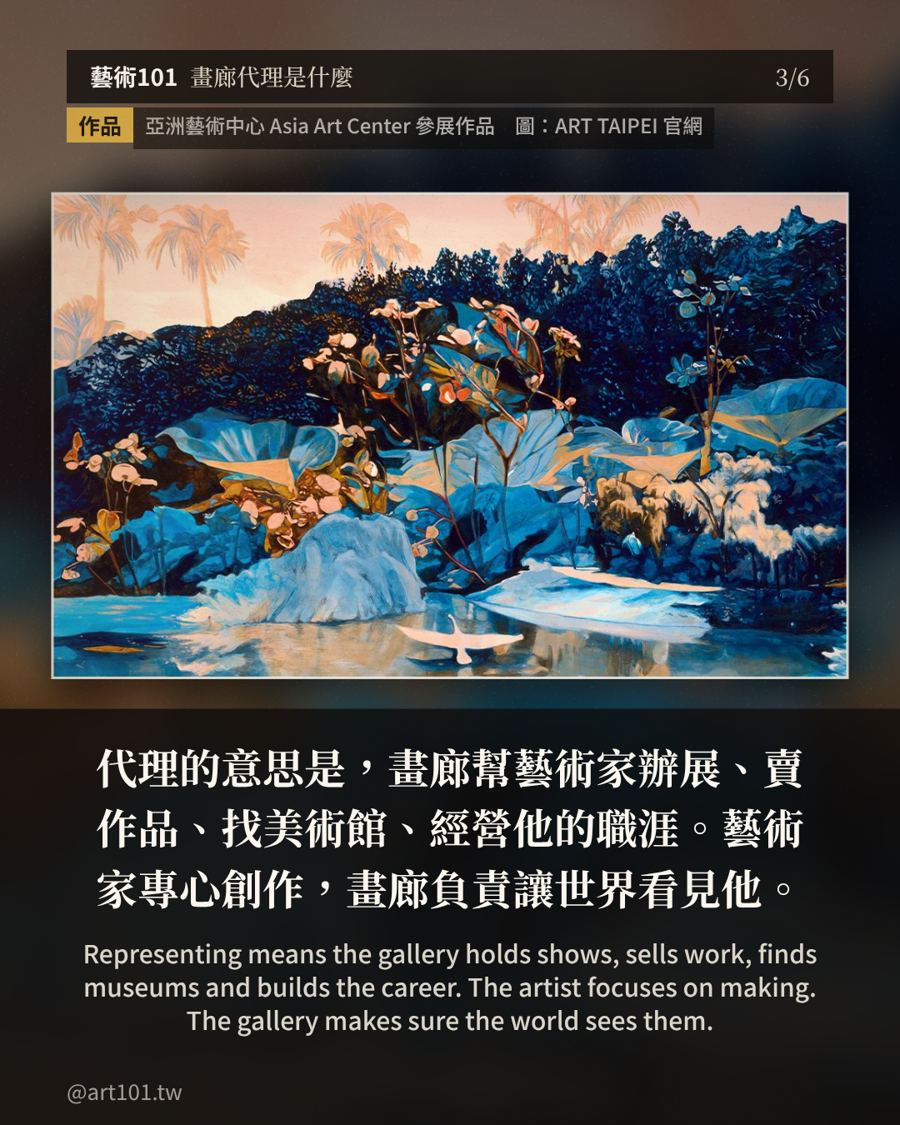 藝術101 畫廊代理是什麼 3/6
作品 亞洲藝術中心 Asia Art Center 參展作品 圖：ART TAIPEI 官網
代理的意思是，畫廊幫藝術家辦展、賣
作品、找美術館、經營他的職涯。藝術
家專心創作，畫廊負責讓世界看見他。
Representing means the gallery holds shows, sells work, finds
museums and builds the career. The artist focuses on making.
The gallery makes sure the world sees them.
@art101.tw